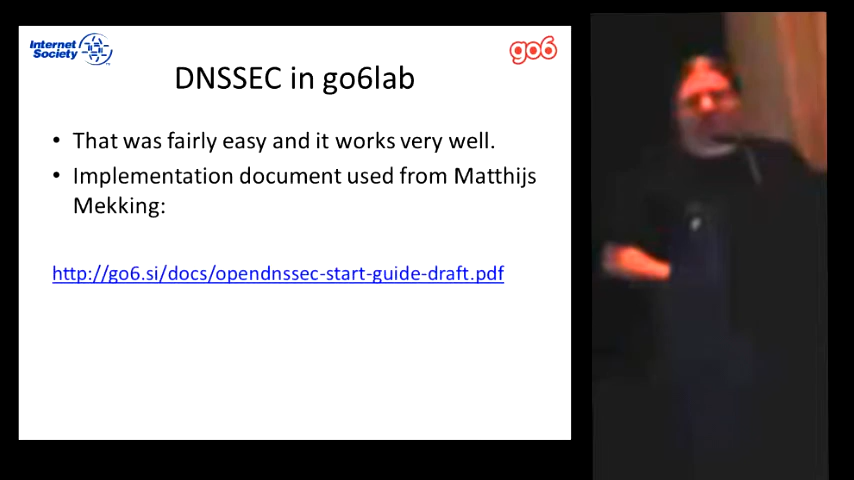 Internet
Society
go6
DNSSEC in go6lab
• That was fairly easy and it works very well.
• Implementation document used from Matthijs
Mekking:
http://go6.si/docs/opendnssec-start-guide-draft.pdf